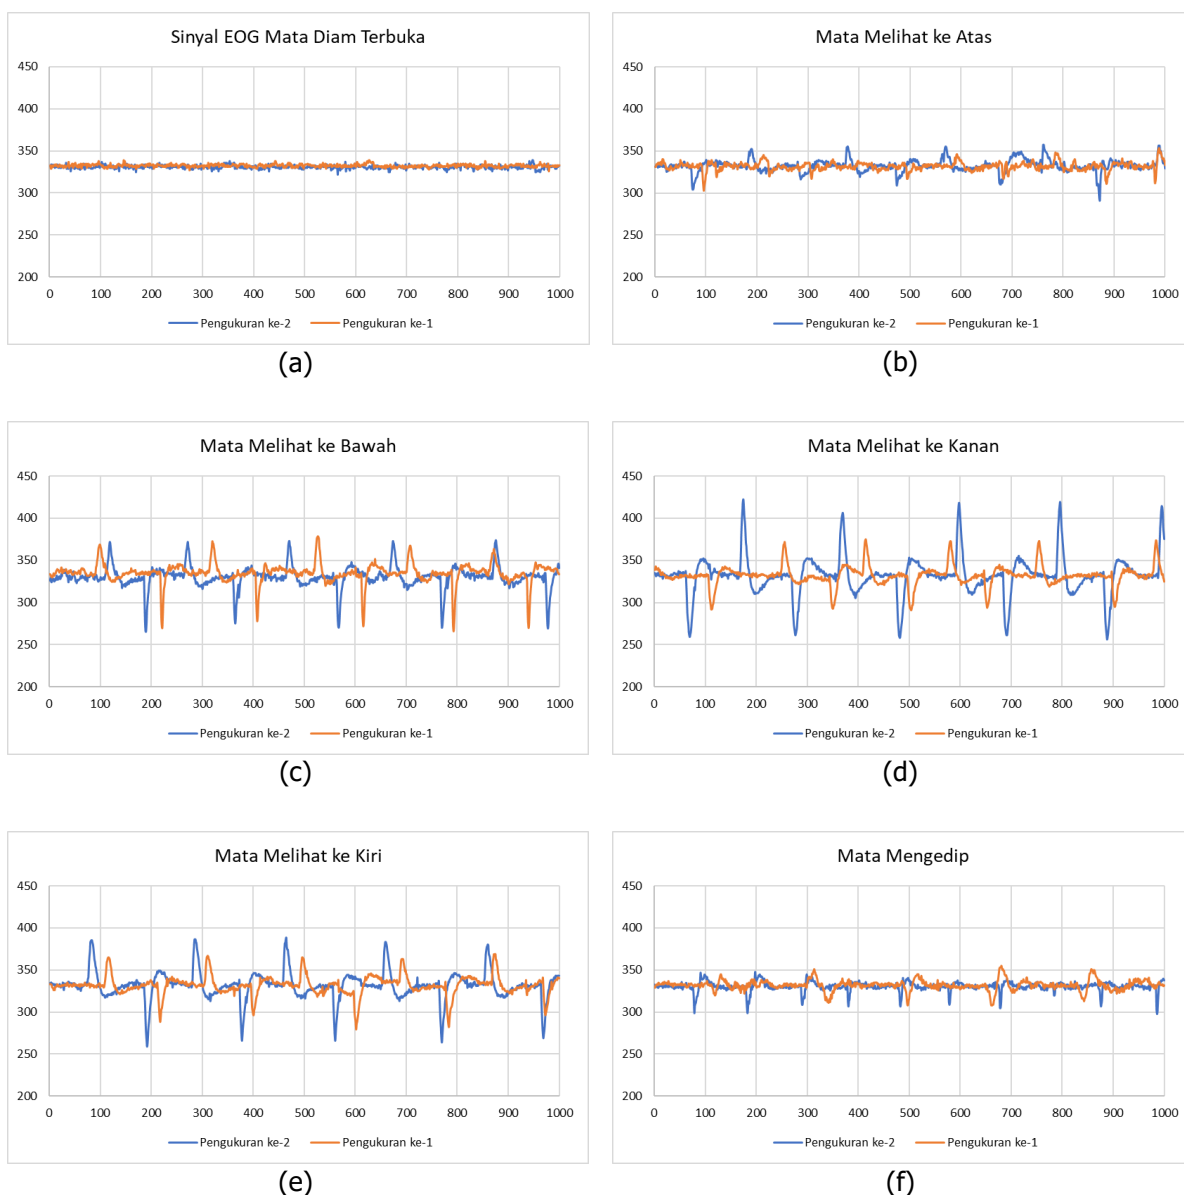 Sinyal EOG Mata Diam Terbuka
450
400
350
300
250
200
0 100 200 300 400 500 600 700 800 900 1000
Pengukuran ke-2 Pengukuran ke-1
(a)
Mata Melihat ke Atas
450
400
350
300
250
200
0 100 200 300 400 500 600 700 800 900 1000
Pengukuran ke-2 Pengukuran ke-1
(b)
Mata Melihat ke Bawah
450
400
350
300
250
200
0 100 200 300 400 500 600 700 800 900 1000
Pengukuran ke-2 Pengukuran ke-1
(c)
Mata Melihat ke Kanan
450
400
350
300
250
200
0 100 200 300 400 500 600 700 800 900 1000
Pengukuran ke-2 Pengukuran ke-1
(d)
Mata Melihat ke Kiri
450
400
350
300
250
200
0 100 200 300 400 500 600 700 800 900 1000
Pengukuran ke-2 Pengukuran ke-1
(e)
Mata Mengedip
450
400
350
300
250
200
0 100 200 300 400 500 600 700 800 900 1000
Pengukuran ke-2 Pengukuran ke-1
(f)